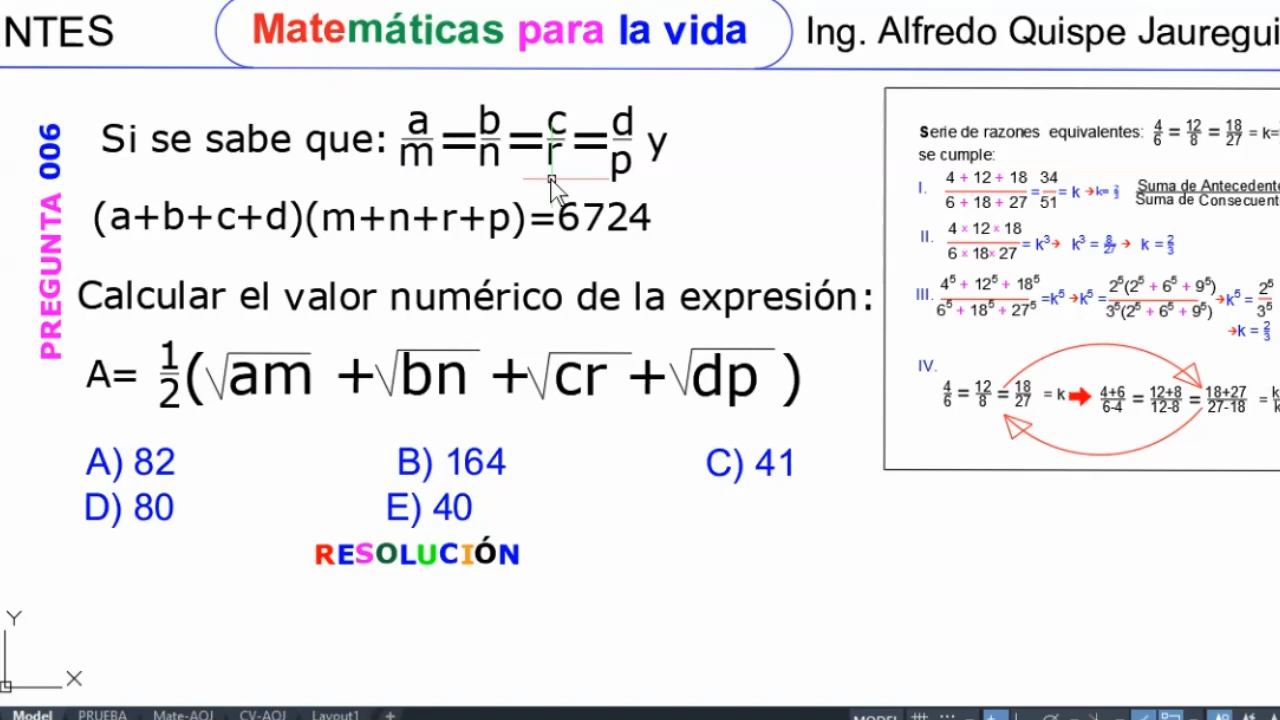 NTES
Matemáticas para la vida
Ing. Alfredo Quispe Jauregui
PREGUNTA 006
Si se sabe que: a/m = b/n = c/r = d/p y
(a+b+c+d)(m+n+r+p)=6724
Calcular el valor numérico de la expresión:
A= 1/2(√am +√bn +√cr +√dp )
A) 82 B) 164 C) 41
D) 80 E) 40
RESOLUCIÓN
Serie de razones equivalentes: 4/6 = 12/8 = 18/27 = k=
se cumple:
I. 4 + 12 + 18 / 6 + 18 + 27 = 34/51 = k →k= 2/3 Suma de Antecedente / Suma de Consecuent
II. 4 × 12 × 18 / 6 × 18 × 27 = k³→ k³ = 8/27 → k = 2/3
III. 4⁵ + 12⁵ + 18⁵ / 6⁵ + 18⁵ + 27⁵ =k⁵ →k⁵ = 2⁵(2⁵ + 6⁵ + 9⁵) / 3⁵(2⁵ + 6⁵ + 9⁵) →k⁵ = 2⁵/3⁵
→k = 2/3
IV.
4/6 = 12/8 = 18/27 = k 4+6/6-4 = 12+8/12-8 = 18+27/27-18 = k/k
Y
X
Model PRUEBA Mate-AQJ CV-AQJ Layout1 +
MODEL